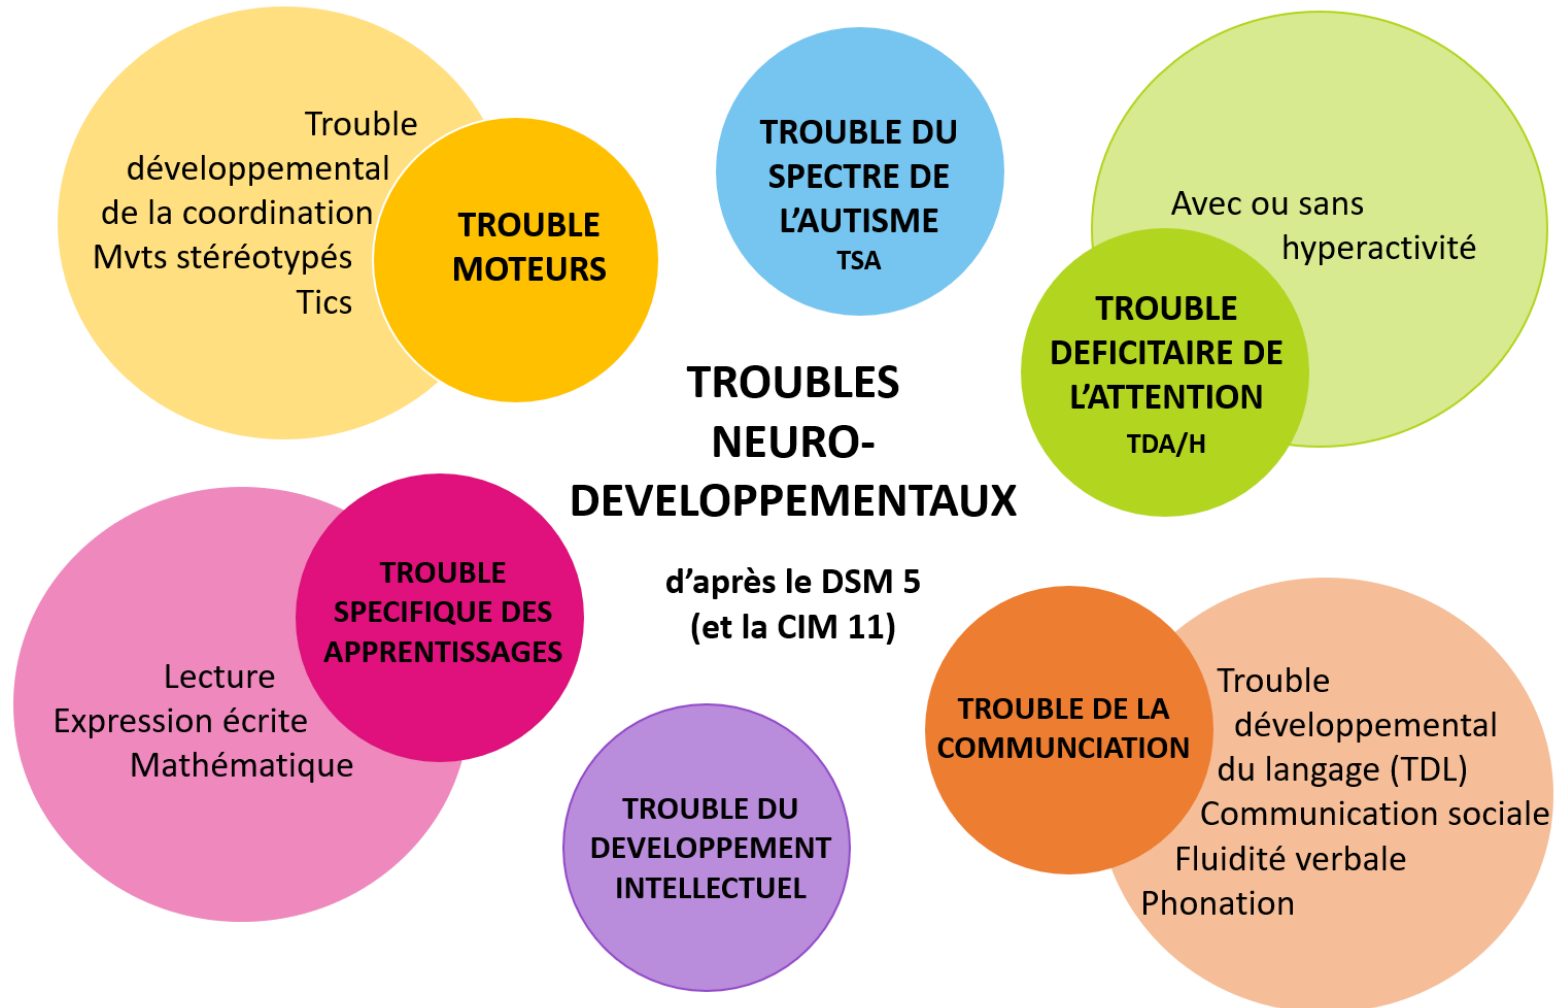 Trouble
développemental
de la coordination
Mvts stéréotypés
Tics
TROUBLE
MOTEURS
TROUBLE DU
SPECTRE DE
L’AUTISME
TSA
Avec ou sans
hyperactivité
TROUBLE
DEFICITAIRE DE
L’ATTENTION
TDA/H
TROUBLES
NEURO-
DEVELOPPEMENTAUX
d’après le DSM 5
(et la CIM 11)
TROUBLE
SPECIFIQUE DES
APPRENTISSAGES
Lecture
Expression écrite
Mathématique
TROUBLE DU
DEVELOPPEMENT
INTELLECTUEL
TROUBLE DE LA
COMMUNCIATION
Trouble
développemental
du langage (TDL)
Communication sociale
Fluidité verbale
Phonation